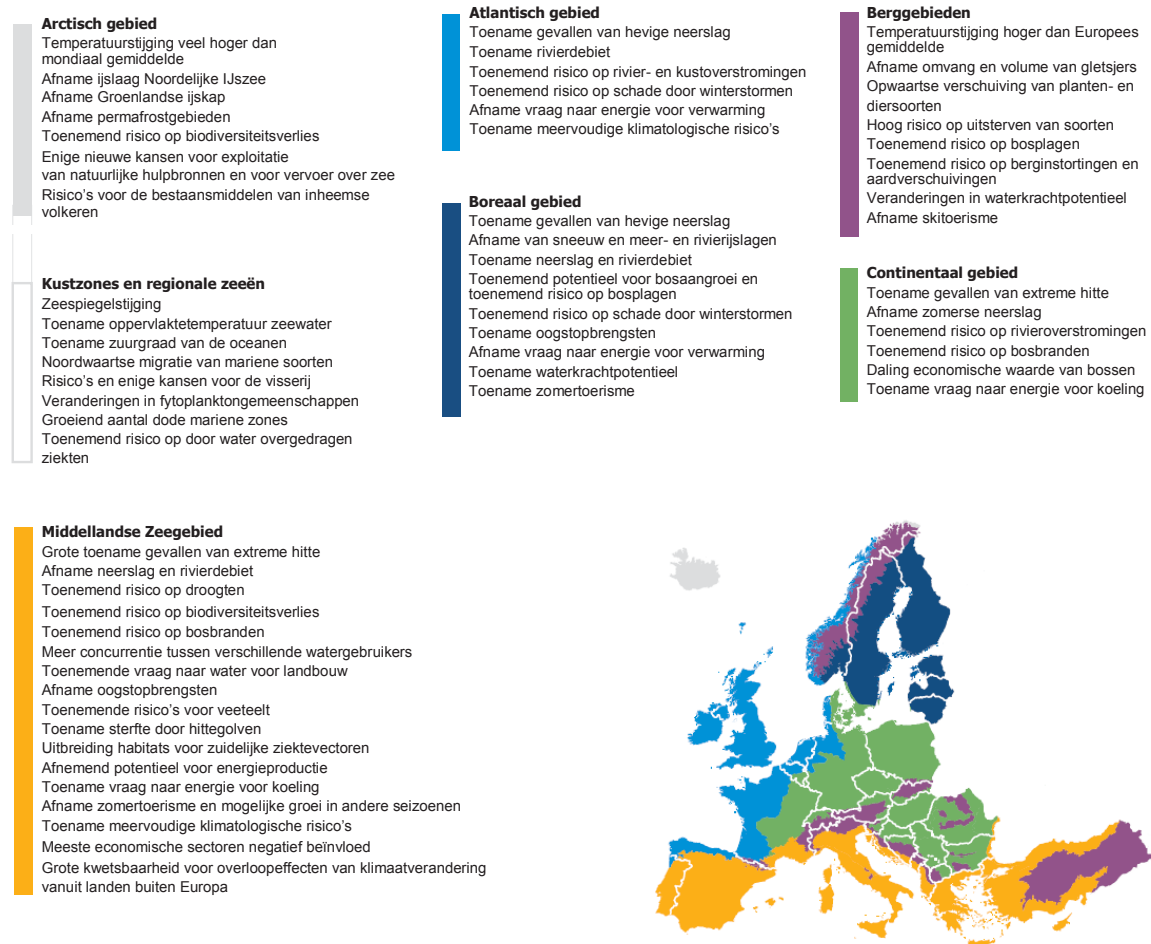 Arctisch gebied
Temperatuurstijging veel hoger dan
mondiaal gemiddelde
Afname ijslaag Noordelijke IJszee
Afname Groenlandse ijskap
Afname permafrostgebieden
Toenemend risico op biodiversiteitsverlies
Enige nieuwe kansen voor exploitatie
van natuurlijke hulpbronnen en voor vervoer over zee
Risico's voor de bestaansmiddelen van inheemse
volkeren
Kustzones en regionale zeeën
Zeespiegelstijging
Toename oppervlaktetemperatuur zeewater
Toename zuurgraad van de oceanen
Noordwaartse migratie van mariene soorten
Risico's en enige kansen voor de visserij
Veranderingen in fytoplanktongemeenschappen
Groeiend aantal dode mariene zones
Toenemend risico op door water overgedragen
ziekten
Atlantisch gebied
Toename gevallen van hevige neerslag
Toename rivierdebiet
Toenemend risico op rivier- en kustoverstromingen
Toenemend risico op schade door winterstormen
Afname vraag naar energie voor verwarming
Toename meervoudige klimatologische risico's
Boreaal gebied
Toename gevallen van hevige neerslag
Afname van sneeuw en meer- en rivierijslagen
Toename neerslag en rivierdebiet
Toenemend potentieel voor bosaangroei en
toenemend risico op bosplagen
Toenemend risico op schade door winterstormen
Toename oogstopbrengsten
Afname vraag naar energie voor verwarming
Toename waterkrachtpotentieel
Toename zomertoerisme
Berggebieden
Temperatuurstijging hoger dan Europees
gemiddelde
Afname omvang en volume van gletsjers
Opwaartse verschuiving van planten- en
diersoorten
Hoog risico op uitsterven van soorten
Toenemend risico op bosplagen
Toenemend risico op berginstortingen en
aardverschuivingen
Veranderingen in waterkrachtpotentieel
Afname skitoerisme
Continentaal gebied
Toename gevallen van extreme hitte
Afname zomerse neerslag
Toenemend risico op rivieroverstromingen
Toenemend risico op bosbranden
Daling economische waarde van bossen
Toename vraag naar energie voor koeling
Middellandse Zeegebied
Grote toename gevallen van extreme hitte
Afname neerslag en rivierdebiet
Toenemend risico op droogten
Toenemend risico op biodiversiteitsverlies
Toenemend risico op bosbranden
Meer concurrentie tussen verschillende watergebruikers
Toenemende vraag naar water voor landbouw
Afname oogstopbrengsten
Toenemende risico's voor veeteelt
Toename sterfte door hittegolven
Uitbreiding habitats voor zuidelijke ziektevectoren
Afnemend potentieel voor energieproductie
Toename vraag naar energie voor koeling
Afname zomertoerisme en mogelijke groei in andere seizoenen
Toename meervoudige klimatologische risico's
Meeste economische sectoren negatief beïnvloed
Grote kwetsbaarheid voor overloopeffecten van klimaatverandering
vanuit landen buiten Europa